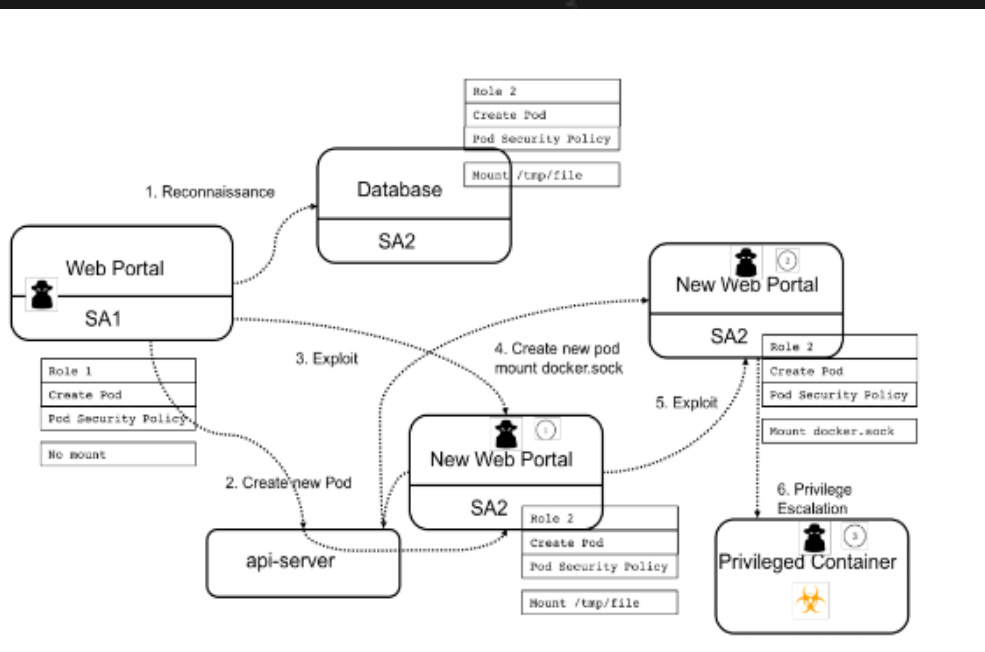 Role 2
Create Pod
Pod Security Policy
Mount /tmp/file
1. Reconnaissance
Database
SA2
Web Portal
SA1
Role 1
Create Pod
Pod Security Policy
No mount
3. Exploit
4. Create new pod
mount docker.sock
2
New Web Portal
SA2
Role 2
Create Pod
Pod Security Policy
Mount docker.sock
5. Exploit
1
New Web Portal
SA2
Role 2
Create Pod
Pod Security Policy
Mount /tmp/file
2. Create new Pod
api-server
6. Privilege
Escalation
3
Privileged Container